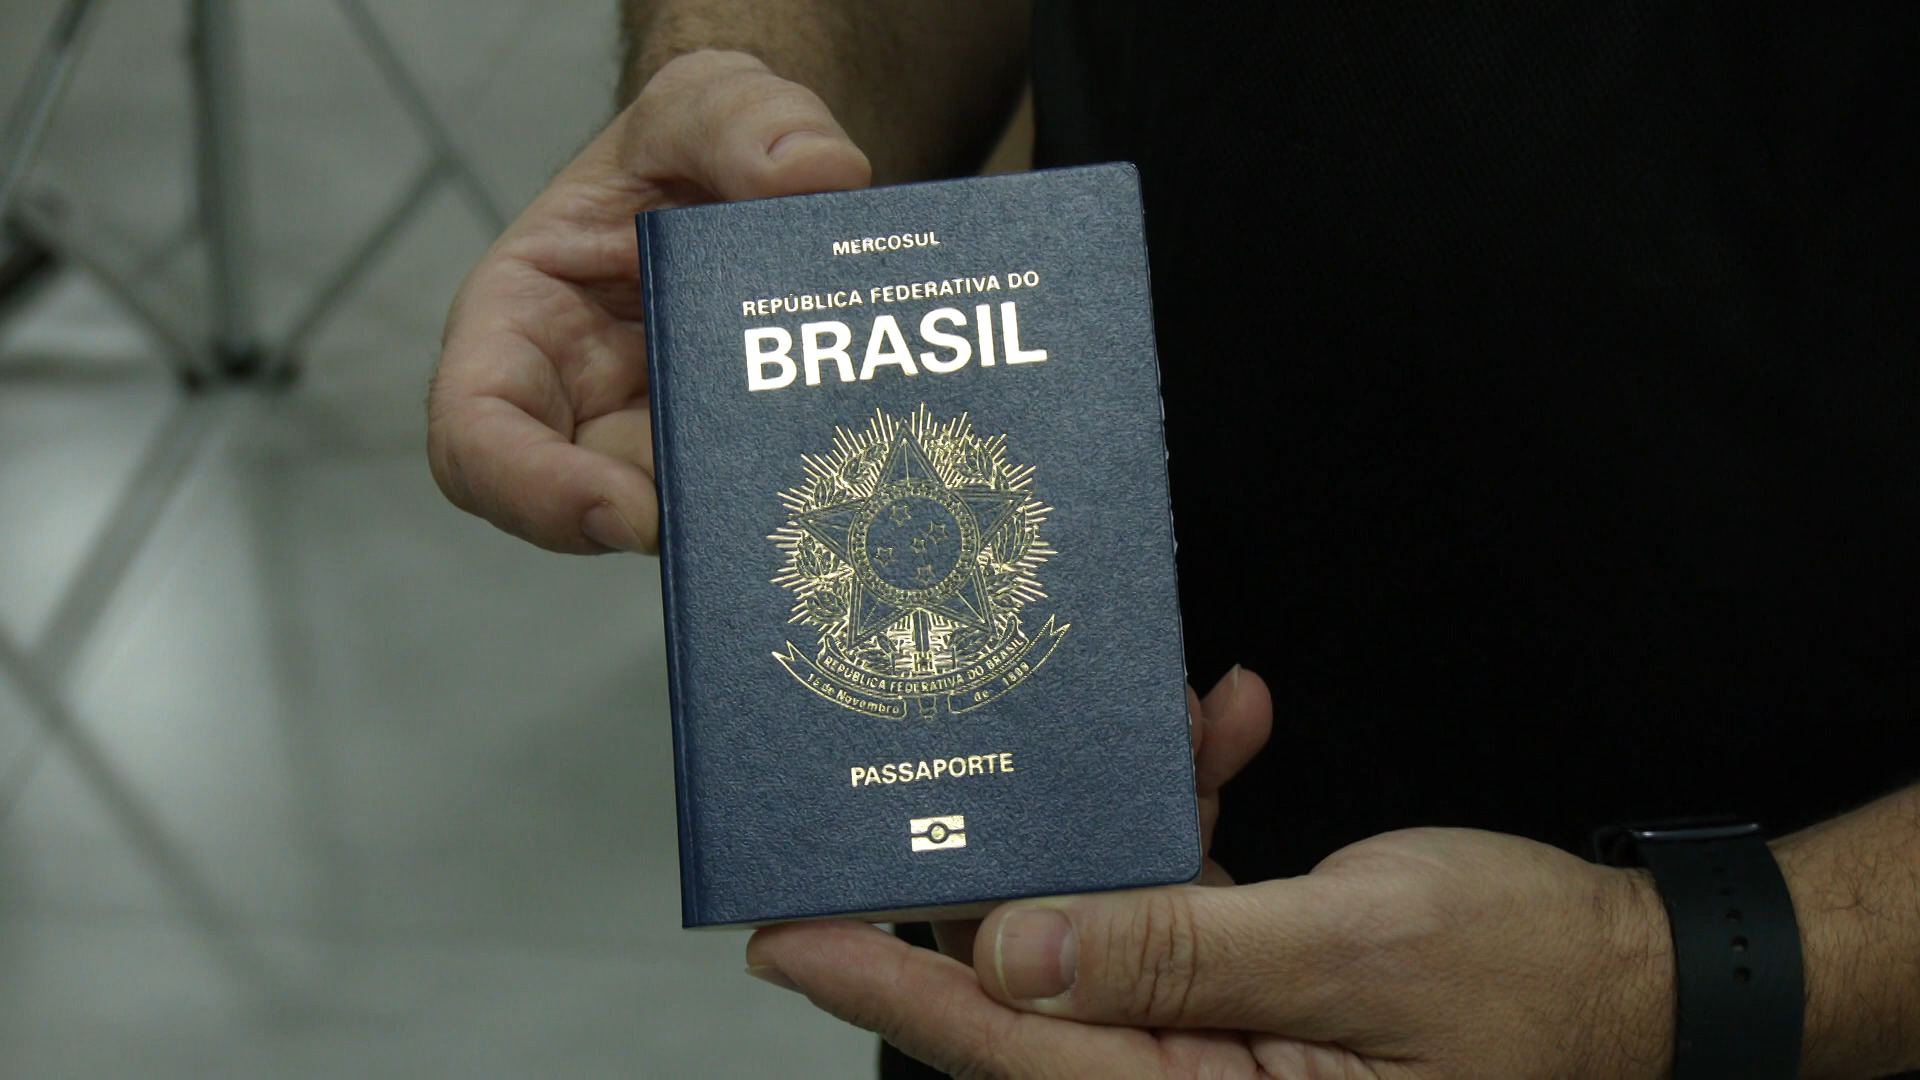 MERCOSUL
REPÚBLICA FEDERATIVA DO
BRASIL
REPÚBLICA FEDERATIVA DO BRASIL
15 de Novembro de 1889
PASSAPORTE